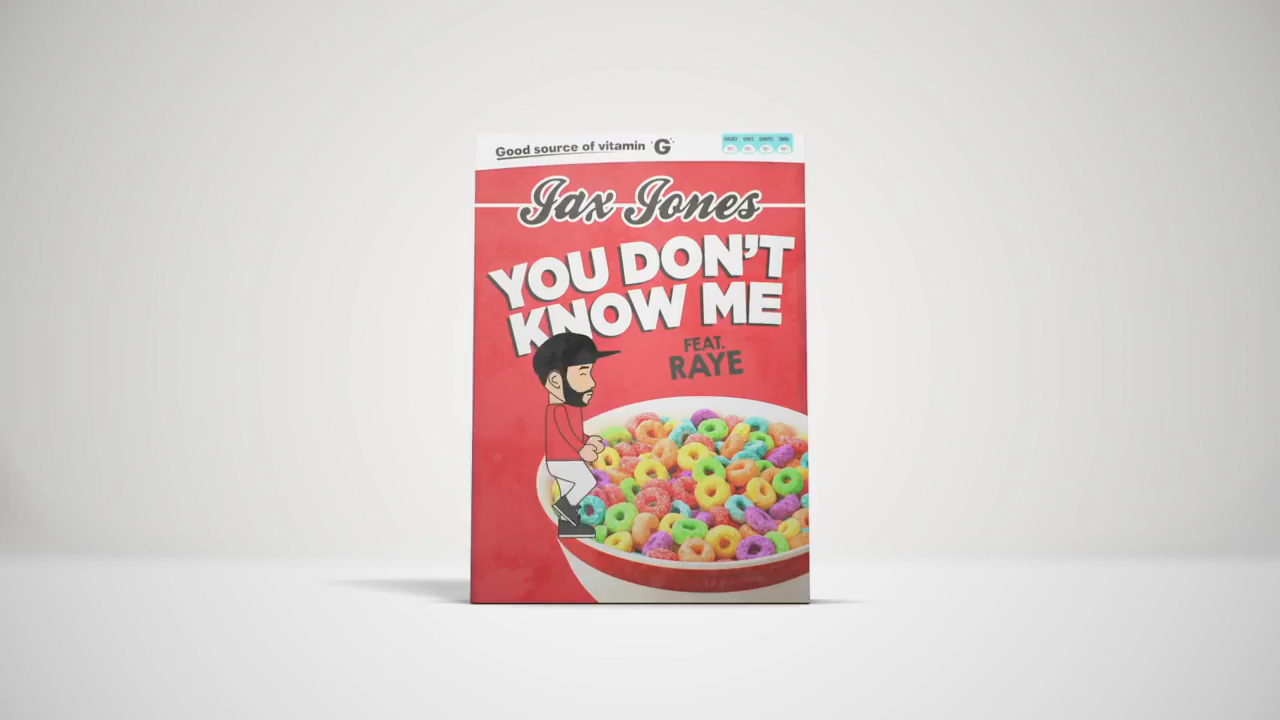 Good source of vitamin G
Jax Jones
YOU DON'T
KNOW ME
FEAT.
RAYE